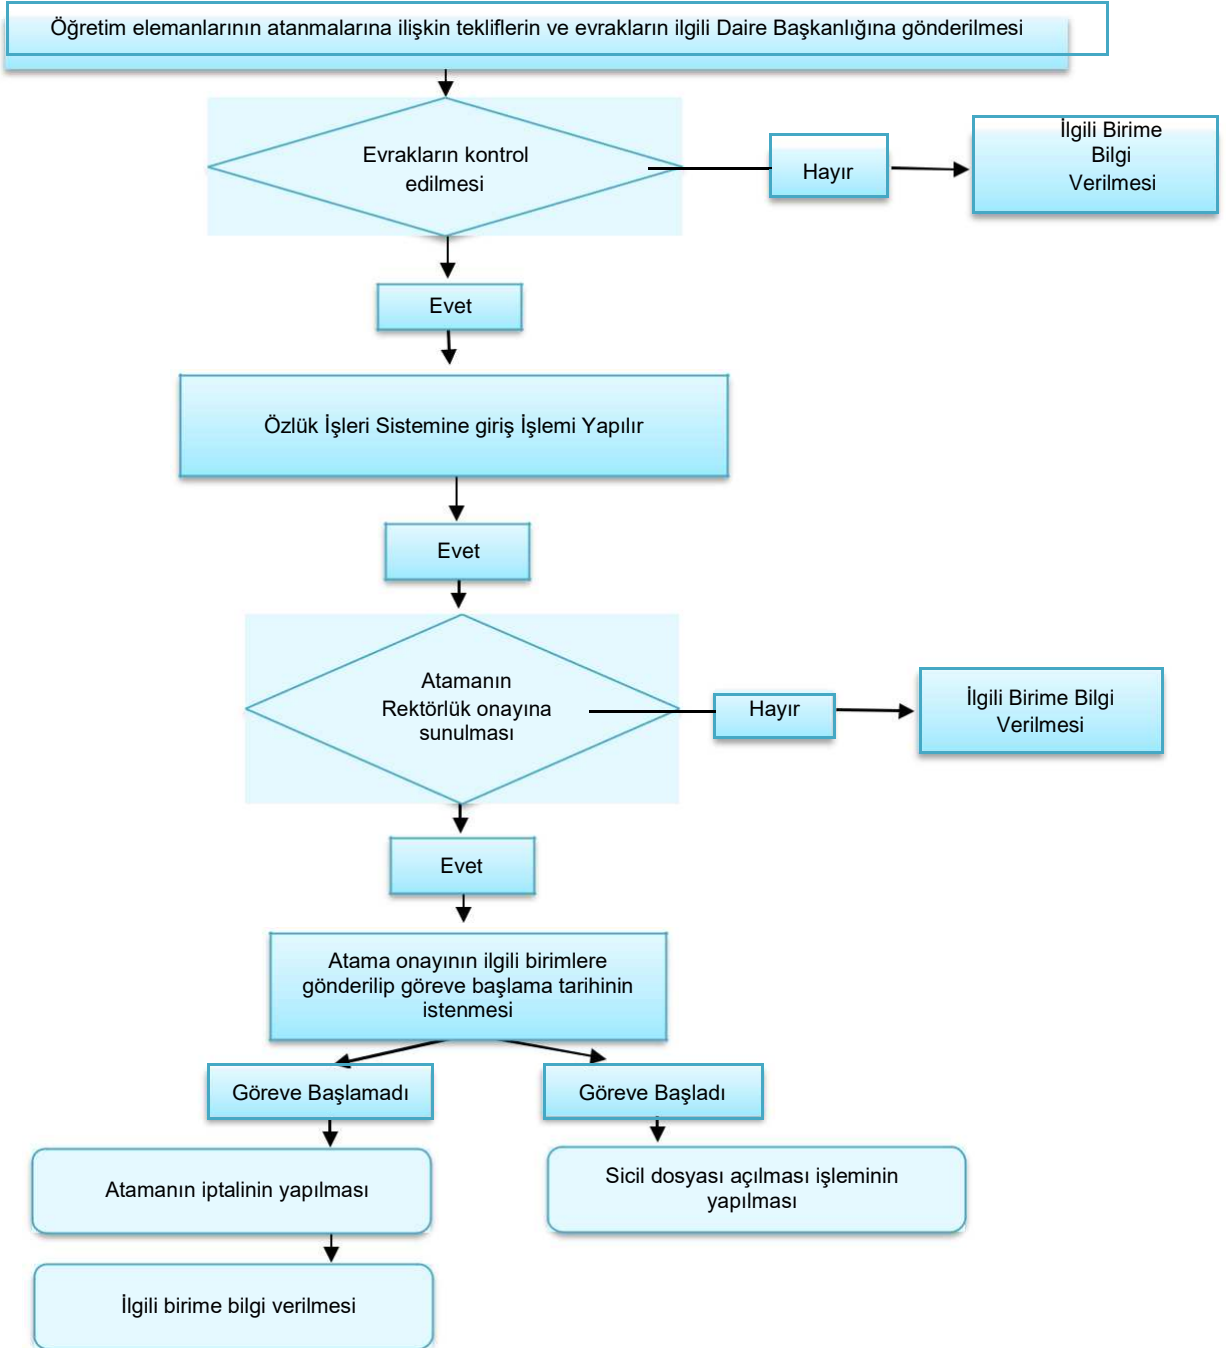 Öğretim elemanlarının atanmalarına ilişkin tekliflerin ve evrakların ilgili Daire Başkanlığına gönderilmesi
Evrakların kontrol
edilmesi
Hayır
İlgili Birime
Bilgi
Verilmesi
Evet
Özlük İşleri Sistemine giriş İşlemi Yapılır
Evet
Atamanın
Rektörlük onayına
sunulması
Hayır
İlgili Birime Bilgi
Verilmesi
Evet
Atama onayının ilgili birimlere
gönderilip göreve başlama tarihinin
istenmesi
Göreve Başlamadı
Göreve Başladı
Atamanın iptalinin yapılması
Sicil dosyası açılması işleminin
yapılması
İlgili birime bilgi verilmesi